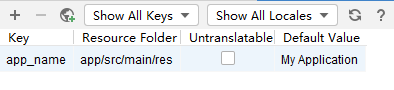 Show All Keys Show All Locales ?
Key Resource Folder Untranslatable Default Value
app_name app/src/main/res My Application